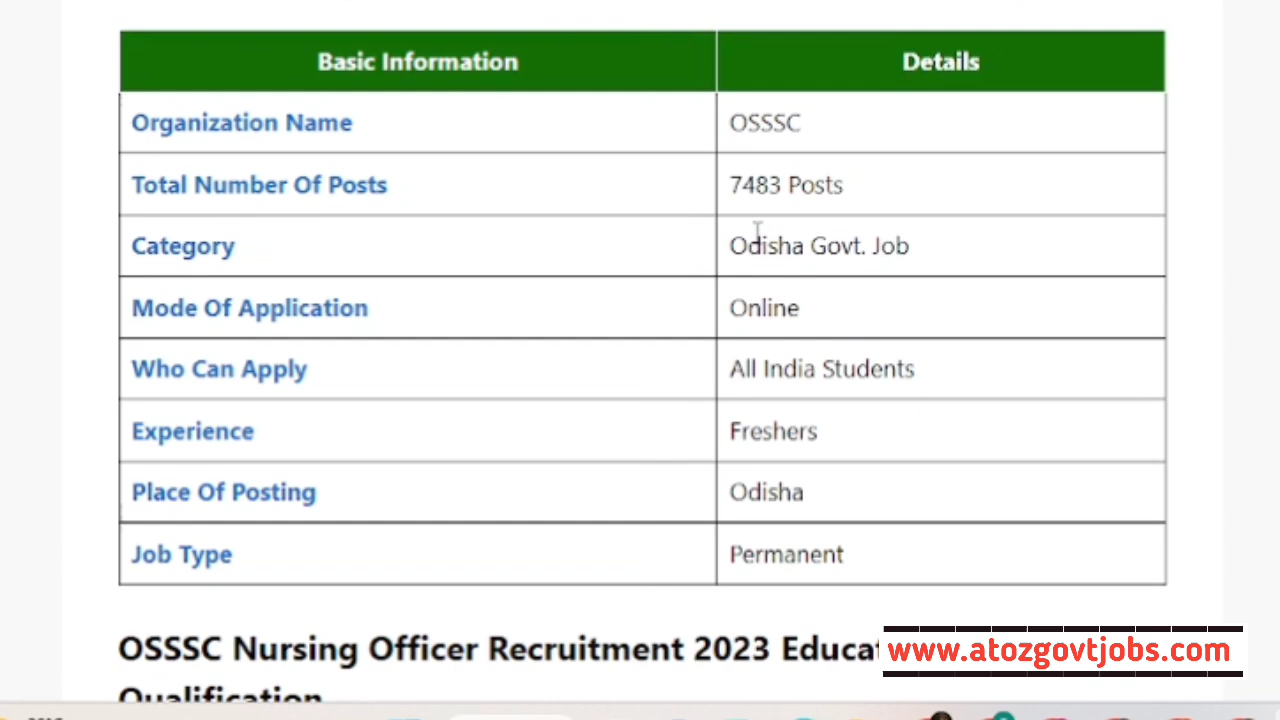 Basic Information Details
Organization Name OSSSC
Total Number Of Posts 7483 Posts
Category Odisha Govt. Job
Mode Of Application Online
Who Can Apply All India Students
Experience Freshers
Place Of Posting Odisha
Job Type Permanent
OSSSC Nursing Officer Recruitment 2023
www.atozgovtjobs.com
Qualification